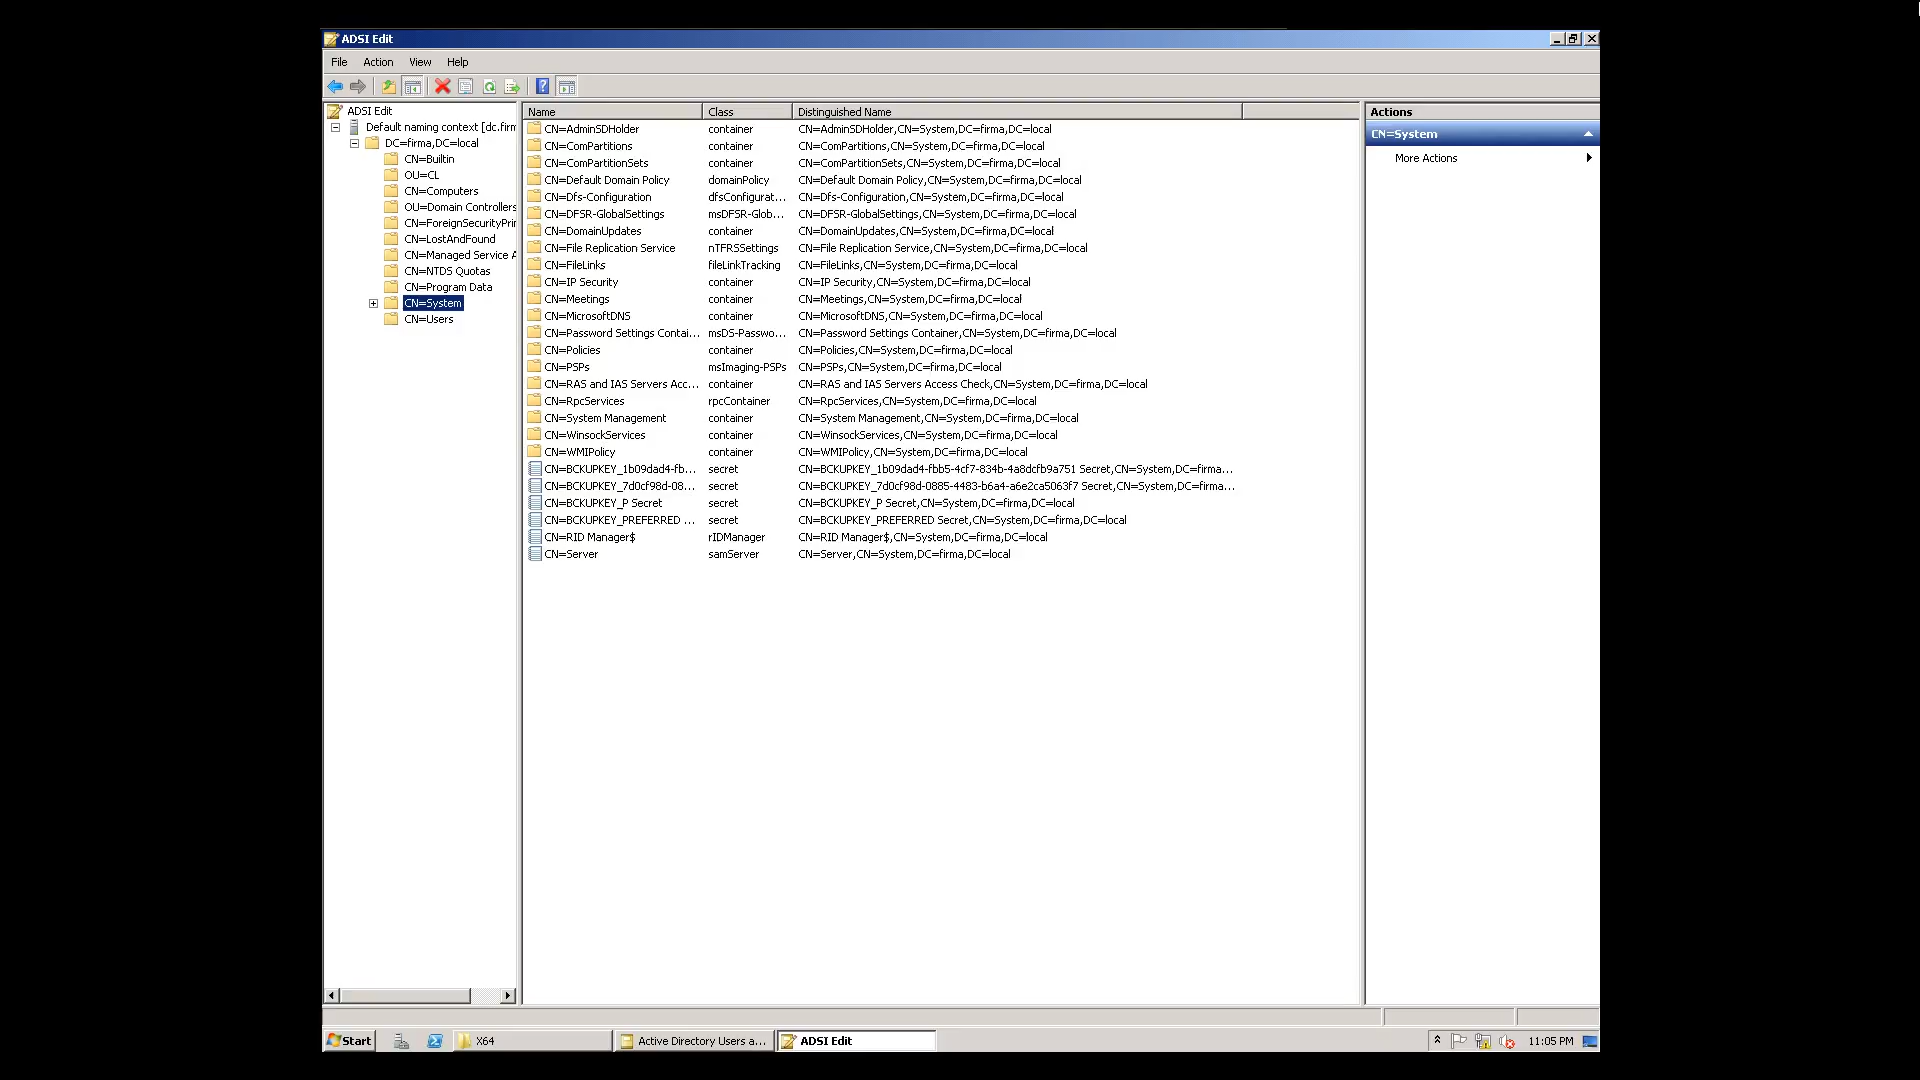 ADSI Edit
File Action View Help
ADSI Edit
Default naming context [dc.firm
DC=firma,DC=local
CN=Builtin
OU=CL
CN=Computers
OU=Domain Controllers
CN=ForeignSecurityPri
CN=LostAndFound
CN=Managed Service A
CN=NTDS Quotas
CN=Program Data
CN=System
CN=Users
Name Class Distinguished Name
CN=AdminSDHolder container CN=AdminSDHolder,CN=System,DC=firma,DC=local
CN=ComPartitions container CN=ComPartitions,CN=System,DC=firma,DC=local
CN=ComPartitionSets container CN=ComPartitionSets,CN=System,DC=firma,DC=local
CN=Default Domain Policy domainPolicy CN=Default Domain Policy,CN=System,DC=firma,DC=local
CN=Dfs-Configuration dfsConfigurat... CN=Dfs-Configuration,CN=System,DC=firma,DC=local
CN=DFSR-GlobalSettings msDFSR-Glob... CN=DFSR-GlobalSettings,CN=System,DC=firma,DC=local
CN=DomainUpdates container CN=DomainUpdates,CN=System,DC=firma,DC=local
CN=File Replication Service nTFRSSettings CN=File Replication Service,CN=System,DC=firma,DC=local
CN=FileLinks fileLinkTracking CN=FileLinks,CN=System,DC=firma,DC=local
CN=IP Security container CN=IP Security,CN=System,DC=firma,DC=local
CN=Meetings container CN=Meetings,CN=System,DC=firma,DC=local
CN=MicrosoftDNS container CN=MicrosoftDNS,CN=System,DC=firma,DC=local
CN=Password Settings Contai... msDS-Passwo... CN=Password Settings Container,CN=System,DC=firma,DC=local
CN=Policies container CN=Policies,CN=System,DC=firma,DC=local
CN=PSPs msImaging-PSPs CN=PSPs,CN=System,DC=firma,DC=local
CN=RAS and IAS Servers Acc... container CN=RAS and IAS Servers Access Check,CN=System,DC=firma,DC=local
CN=RpcServices rpcContainer CN=RpcServices,CN=System,DC=firma,DC=local
CN=System Management container CN=System Management,CN=System,DC=firma,DC=local
CN=WinsockServices container CN=WinsockServices,CN=System,DC=firma,DC=local
CN=WMIPolicy container CN=WMIPolicy,CN=System,DC=firma,DC=local
CN=BCKUPKEY_1b09dad4-fb... secret CN=BCKUPKEY_1b09dad4-fbb5-4cf7-834b-4a8dcfb9a751 Secret,CN=System,DC=firma...
CN=BCKUPKEY_7d0cf98d-08... secret CN=BCKUPKEY_7d0cf98d-0885-4483-b6a4-a6e2ca5063f7 Secret,CN=System,DC=firma...
CN=BCKUPKEY_P Secret secret CN=BCKUPKEY_P Secret,CN=System,DC=firma,DC=local
CN=BCKUPKEY_PREFERRED ... secret CN=BCKUPKEY_PREFERRED Secret,CN=System,DC=firma,DC=local
CN=RID Manager$ rIDManager CN=RID Manager$,CN=System,DC=firma,DC=local
CN=Server samServer CN=Server,CN=System,DC=firma,DC=local
Actions
CN=System
More Actions
Start X64 Active Directory Users a... ADSI Edit 11:05 PM